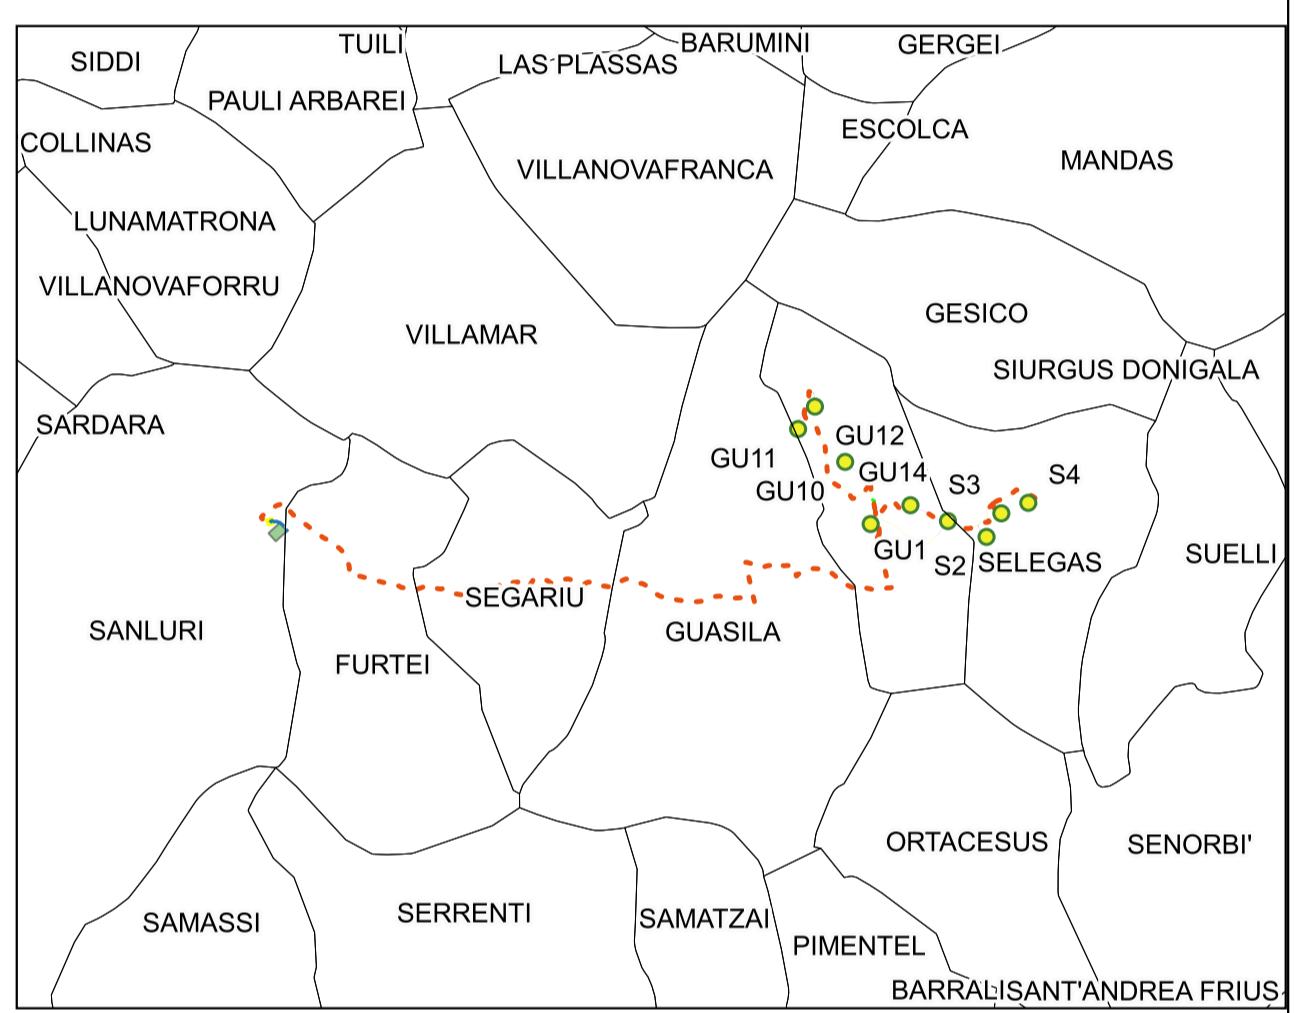 TUILI
BARUMINI
GERGEI
SIDDI
LAS PLASSAS
PAULI ARBAREI
ESCOLCA
COLLINAS
MANDAS
VILLANOVAFRANCA
LUNAMATRONA
VILLANOVAFORRU
GESICO
VILLAMAR
SIURGUS DONIGALA
SARDARA
GU12
GU11
GU14
S4
GU10
S3
GU1
SUELLI
S2
SELEGAS
SEGARIU
SANLURI
GUASILA
FURTEI
ORTACESUS
SENORBI'
SERRENTI
SAMATZAI
SAMASSI
PIMENTEL
BARRALI
SANT'ANDREA FRIUS